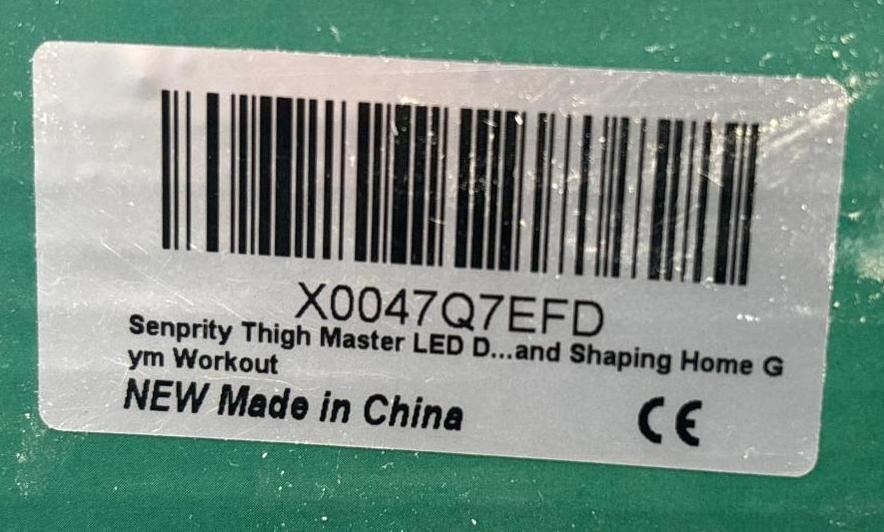 X0047Q7EFD
Senprity Thigh Master LED D...and Shaping Home G
ym Workout
NEW Made in China
CE